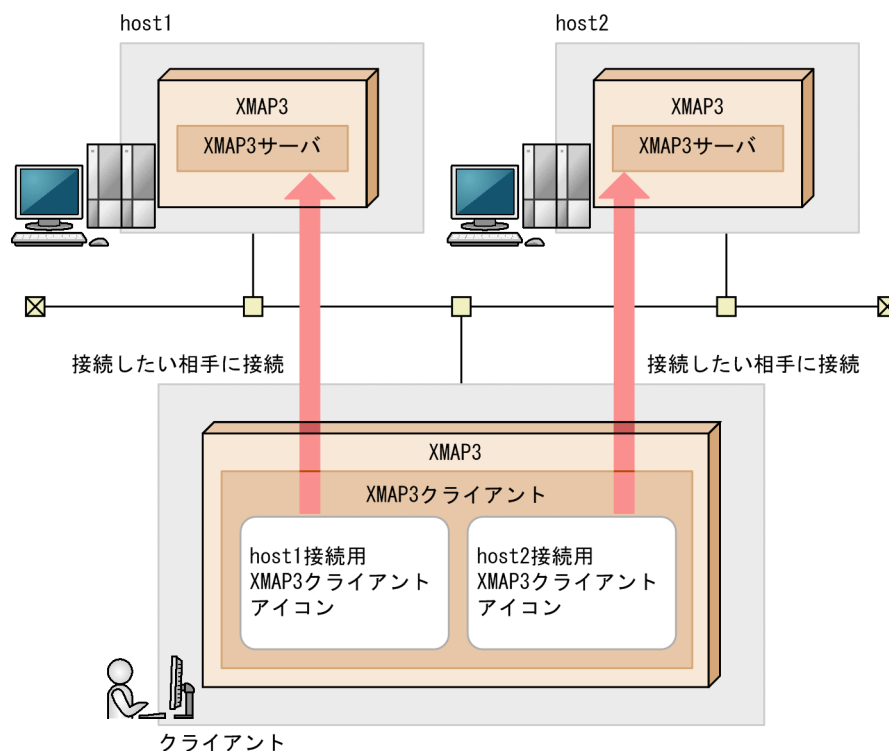 host1
host2
XMAP3
XMAP3サーバ
XMAP3
XMAP3サーバ
接続したい相手に接続
接続したい相手に接続
XMAP3
XMAP3クライアント
host1接続用
XMAP3クライアント
アイコン
host2接続用
XMAP3クライアント
アイコン
クライアント